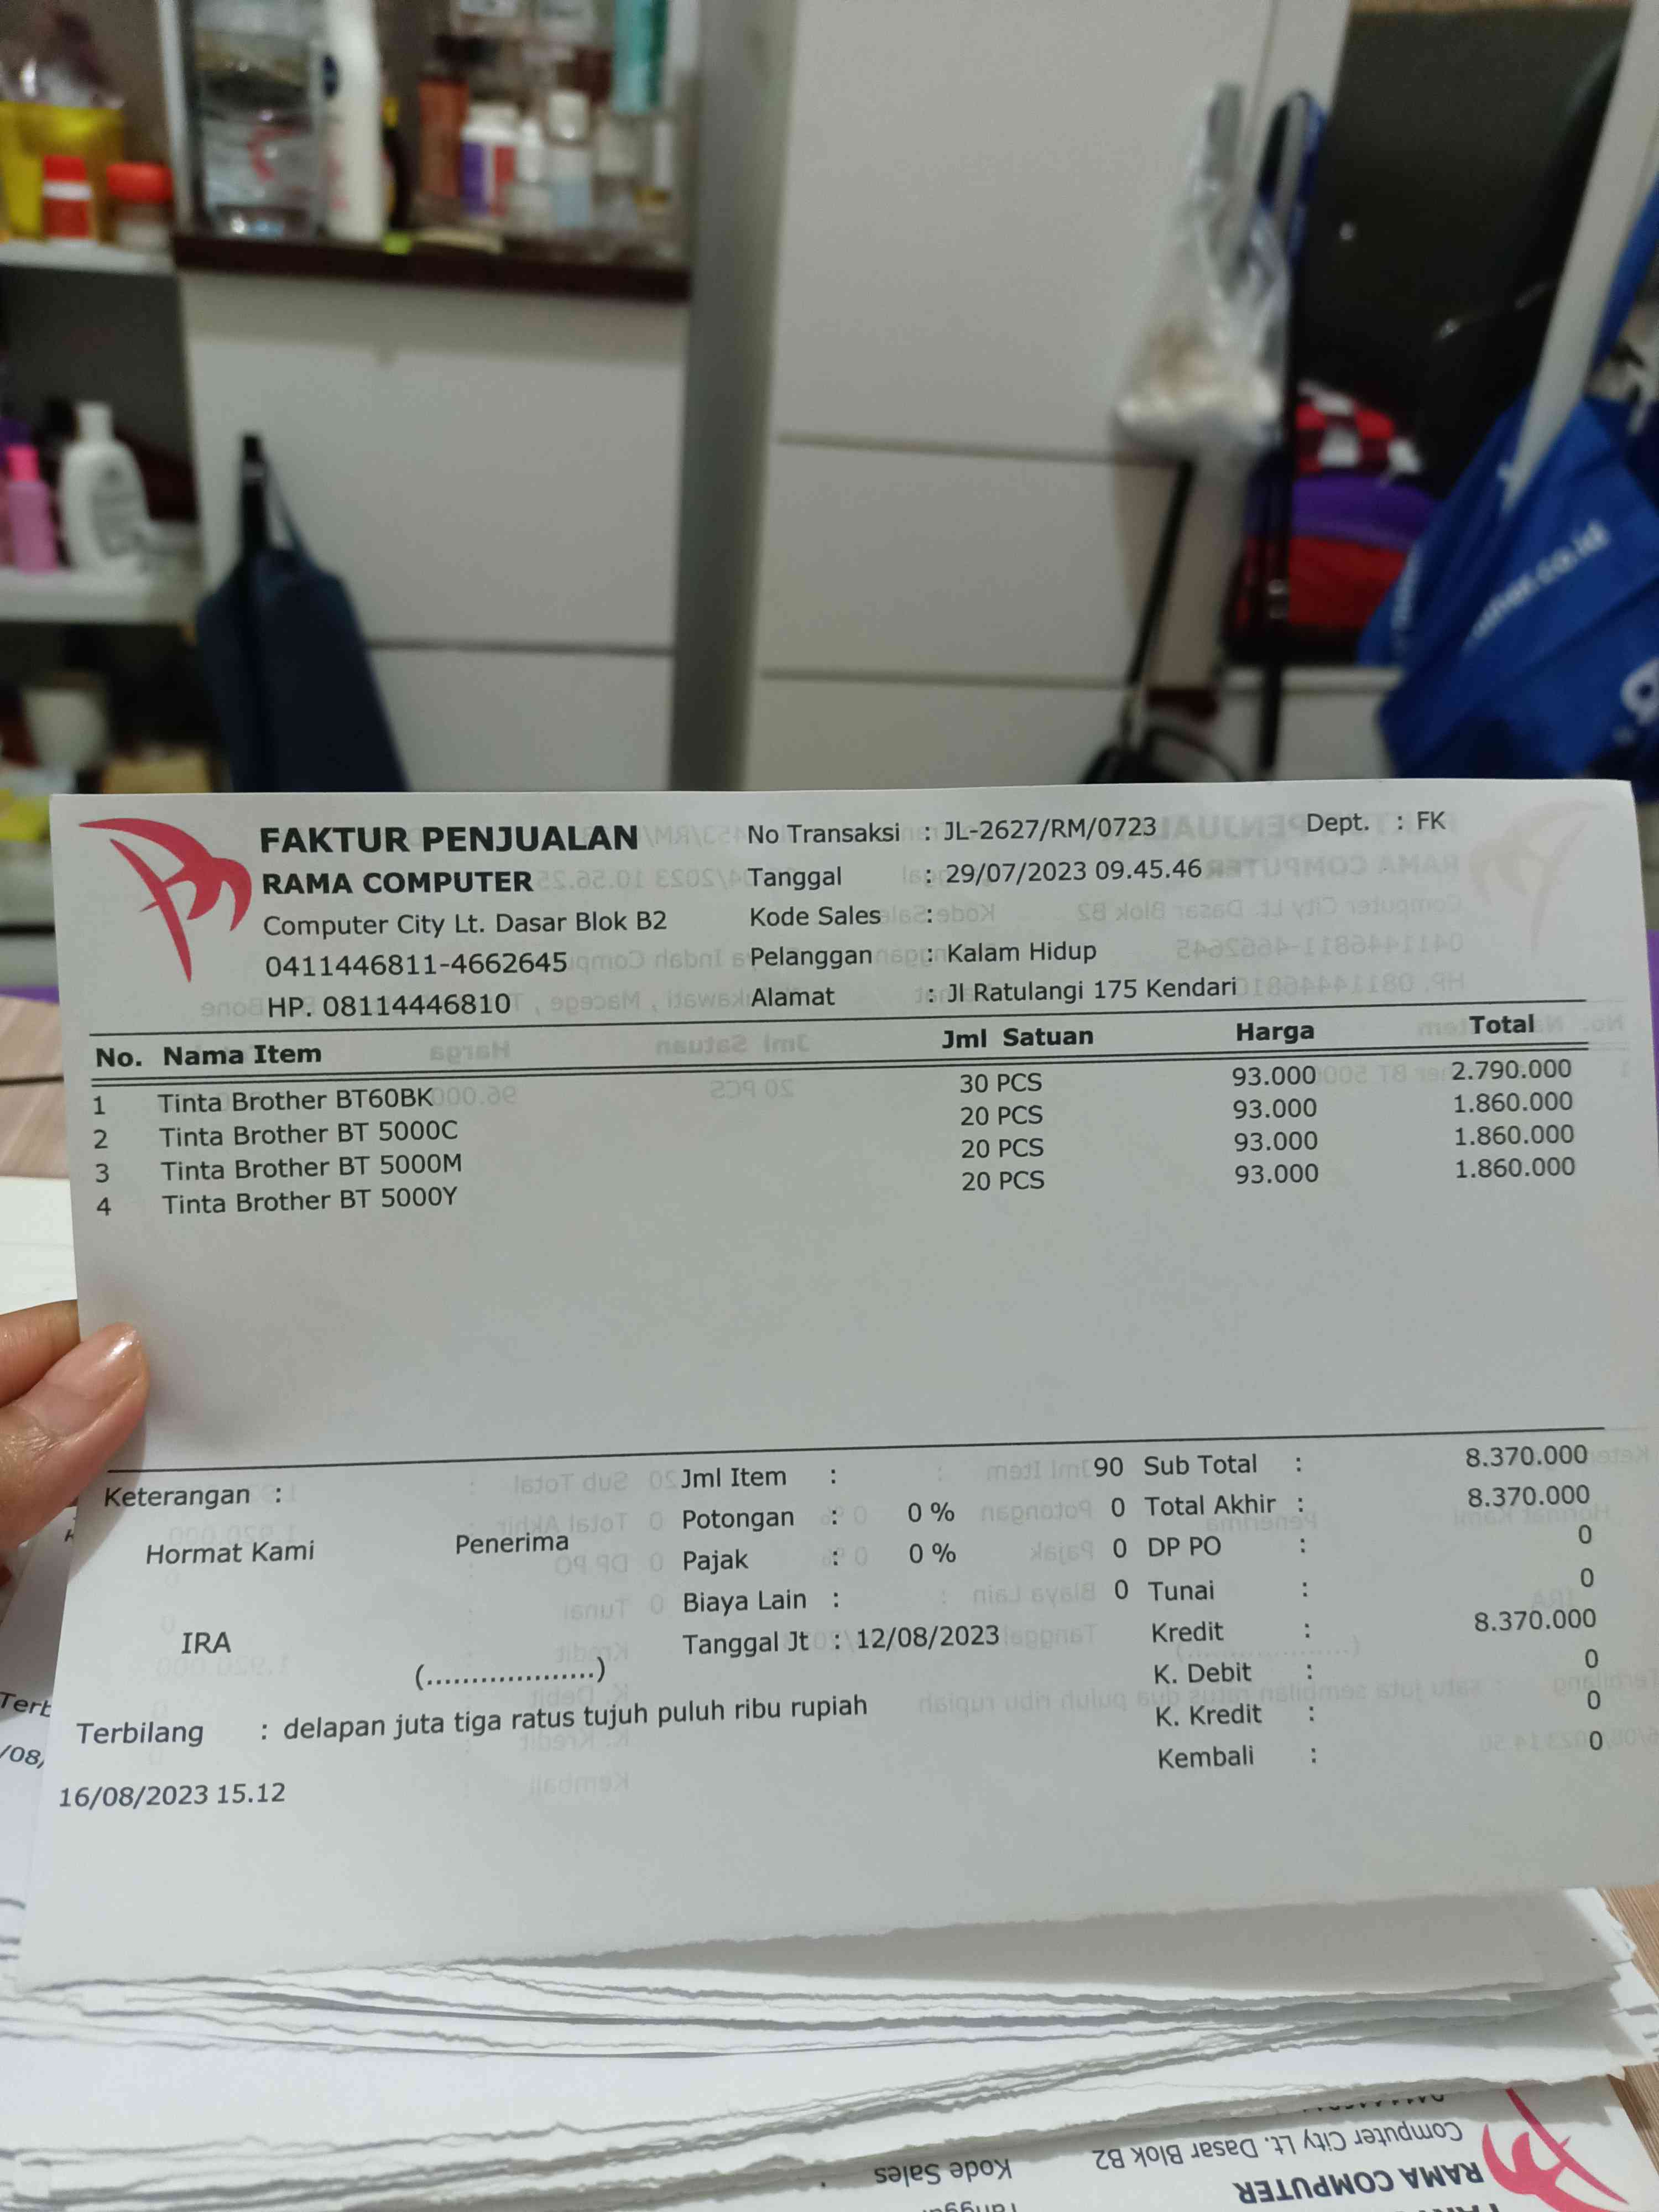 FAKTUR PENJUALAN
RAMA COMPUTER
Computer City Lt. Dasar Blok B2
0411446811-4662645
HP. 08114446810
No Transaksi : JL-2627/RM/0723
Dept. : FK
Tanggal : 29/07/2023 09.45.46
Kode Sales :
Pelanggan : Kalam Hidup
Alamat : Jl Ratulangi 175 Kendari
No. Nama Item Jml Satuan Harga Total
1 Tinta Brother BT60BK 30 PCS 93.000 2.790.000
2 Tinta Brother BT 5000C 20 PCS 93.000 1.860.000
3 Tinta Brother BT 5000M 20 PCS 93.000 1.860.000
4 Tinta Brother BT 5000Y 20 PCS 93.000 1.860.000
Keterangan :
Hormat Kami Penerima
IRA
(...................)
Jml Item : 90
Potongan : 0 % 0
Pajak : 0 % 0
Biaya Lain : 0
Tanggal Jt : 12/08/2023
Sub Total : 8.370.000
Total Akhir : 8.370.000
DP PO : 0
Tunai : 0
Kredit : 8.370.000
K. Debit : 0
K. Kredit : 0
Kembali : 0
Terbilang : delapan juta tiga ratus tujuh puluh ribu rupiah
16/08/2023 15.12
RAMA COMPUTER
Computer City Lt. Dasar Blok B2
Kode Sales